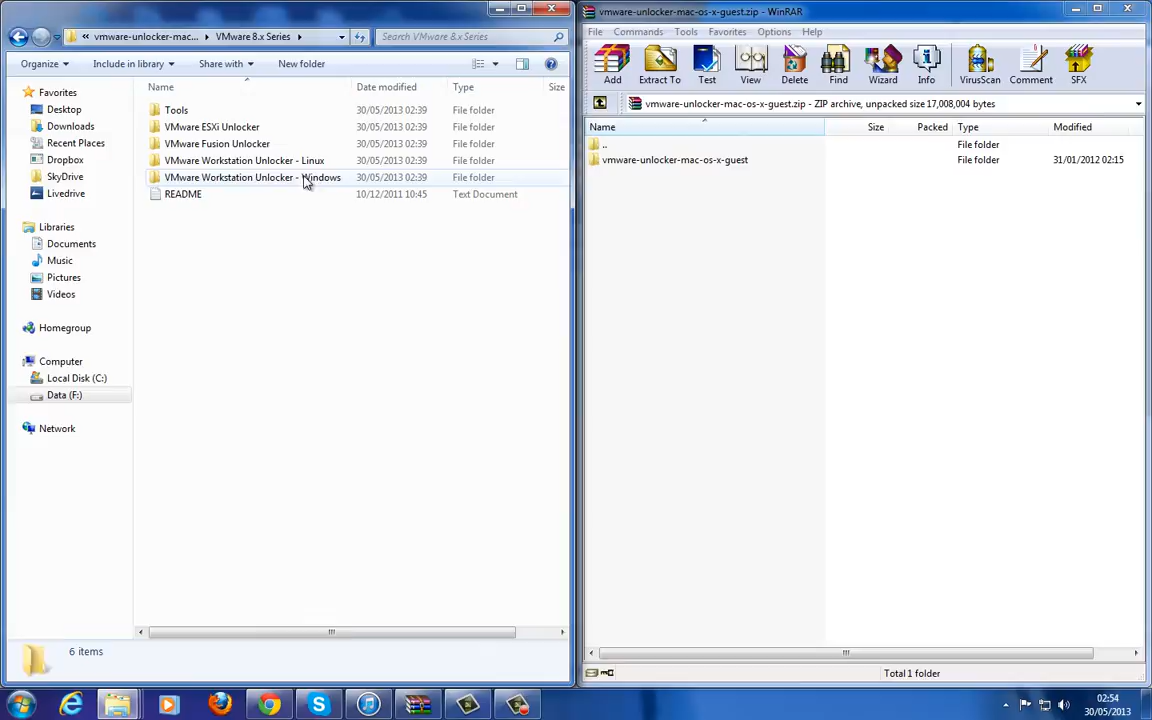 vmware-unlocker-mac... VMware 8.x Series Search VMware 8.x Series
Organize Include in library Share with New folder
Name Date modified Type Size
Favorites
Desktop
Downloads
Recent Places
Dropbox
SkyDrive
Livedrive
Libraries
Documents
Music
Pictures
Videos
Homegroup
Computer
Local Disk (C:)
Data (F:)
Network
Tools 30/05/2013 02:39 File folder
VMware ESXi Unlocker 30/05/2013 02:39 File folder
VMware Fusion Unlocker 30/05/2013 02:39 File folder
VMware Workstation Unlocker - Linux 30/05/2013 02:39 File folder
VMware Workstation Unlocker - Windows 30/05/2013 02:39 File folder
README 10/12/2011 10:45 Text Document
6 items
vmware-unlocker-mac-os-x-guest.zip - WinRAR
File Commands Tools Favorites Options Help
Add Extract To Test View Delete Find Wizard Info VirusScan Comment SFX
vmware-unlocker-mac-os-x-guest.zip - ZIP archive, unpacked size 17,008,004 bytes
Name Size Packed Type Modified
.. File folder
vmware-unlocker-mac-os-x-guest File folder 31/01/2012 02:15
Total 1 folder
02:54
30/05/2013